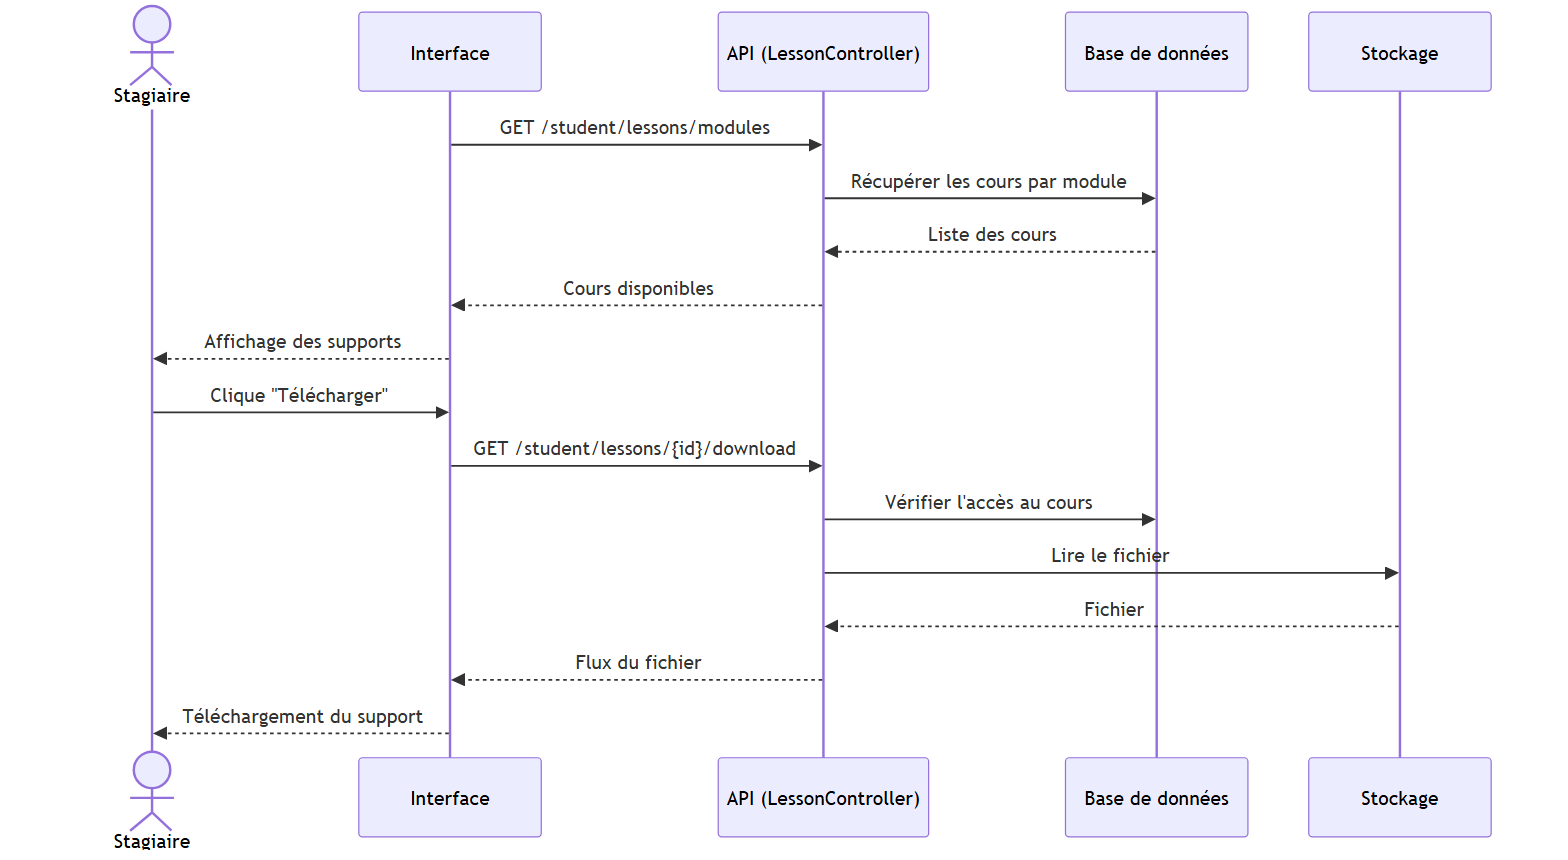 Stagiaire
Interface
API (LessonController)
Base de données
Stockage
GET /student/lessons/modules
Récupérer les cours par module
Liste des cours
Cours disponibles
Affichage des supports
Clique "Télécharger"
GET /student/lessons/{id}/download
Vérifier l'accès au cours
Lire le fichier
Fichier
Flux du fichier
Téléchargement du support
Stagiaire
Interface
API (LessonController)
Base de données
Stockage